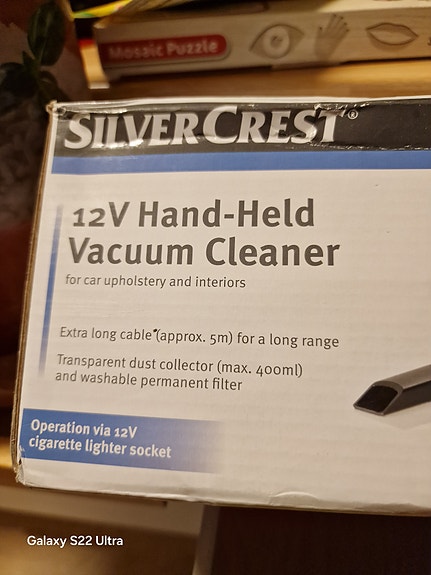 Mosaic Puzzle
SILVERCREST®
12V Hand-Held
Vacuum Cleaner
for car upholstery and interiors
Extra long cable (approx. 5m) for a long range
Transparent dust collector (max. 400ml)
and washable permanent filter
Operation via 12V
cigarette lighter socket
Galaxy S22 Ultra